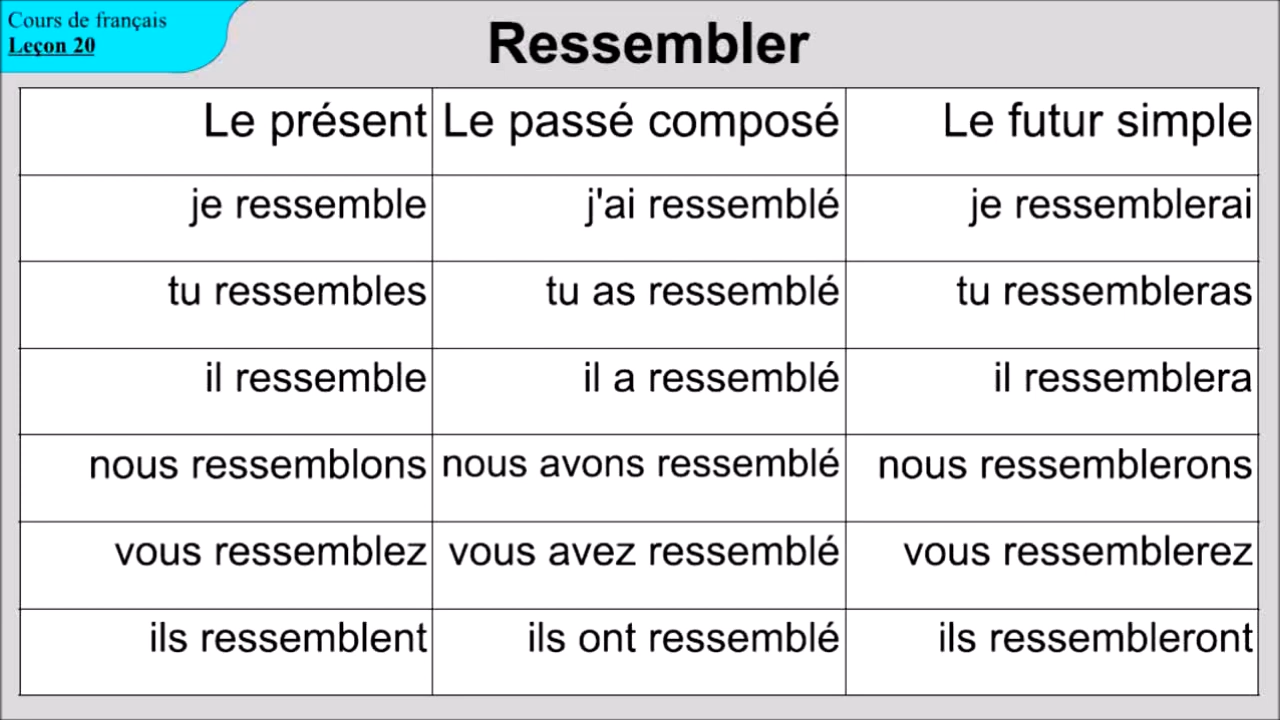 Cours de français
Leçon 20
Ressembler
Le présent Le passé composé Le futur simple
je ressemble j'ai ressemblé je ressemblerai
tu ressembles tu as ressemblé tu ressembleras
il ressemble il a ressemblé il ressemblera
nous ressemblons nous avons ressemblé nous ressemblerons
vous ressemblez vous avez ressemblé vous ressemblerez
ils ressemblent ils ont ressemblé ils ressembleront